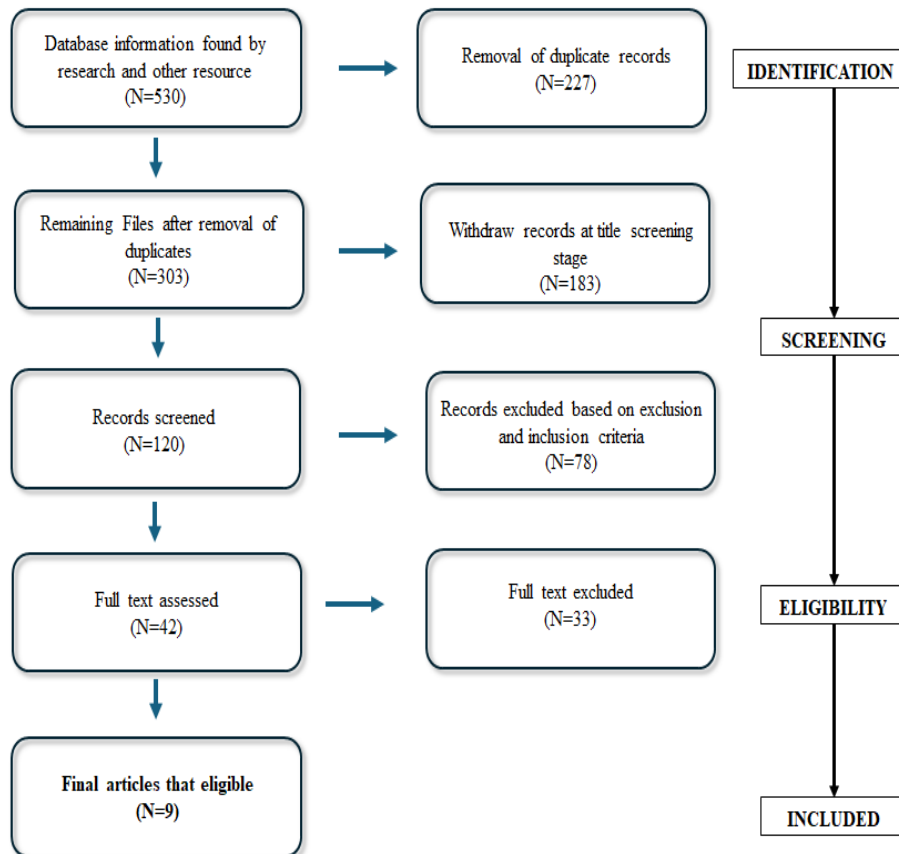 Database information found by
research and other resource
(N=530)
Removal of duplicate records
(N=227)
IDENTIFICATION
Remaining Files after removal of
duplicates
(N=303)
Withdraw records at title screening
stage
(N=183)
SCREENING
Records screened
(N=120)
Records excluded based on exclusion
and inclusion criteria
(N=78)
Full text assessed
(N=42)
Full text excluded
(N=33)
ELIGIBILITY
Final articles that eligible
(N=9)
INCLUDED